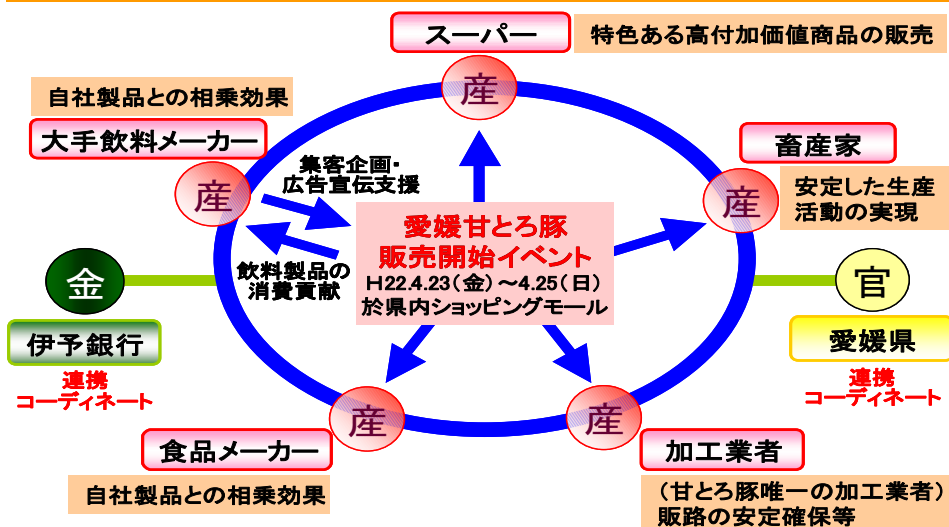 スーパー
特色ある高付加価値商品の販売
産
自社製品との相乗効果
大手飲料メーカー
産
集客企画・
広告宣伝支援
飲料製品の
消費貢献
畜産家
産
安定した生産
活動の実現
愛媛甘とろ豚
販売開始イベント
H22.4.23(金)～4.25(日)
於県内ショッピングモール
金
伊予銀行
連携
コーディネート
官
愛媛県
連携
コーディネート
産
食品メーカー
自社製品との相乗効果
産
加工業者
(甘とろ豚唯一の加工業者)
販路の安定確保等